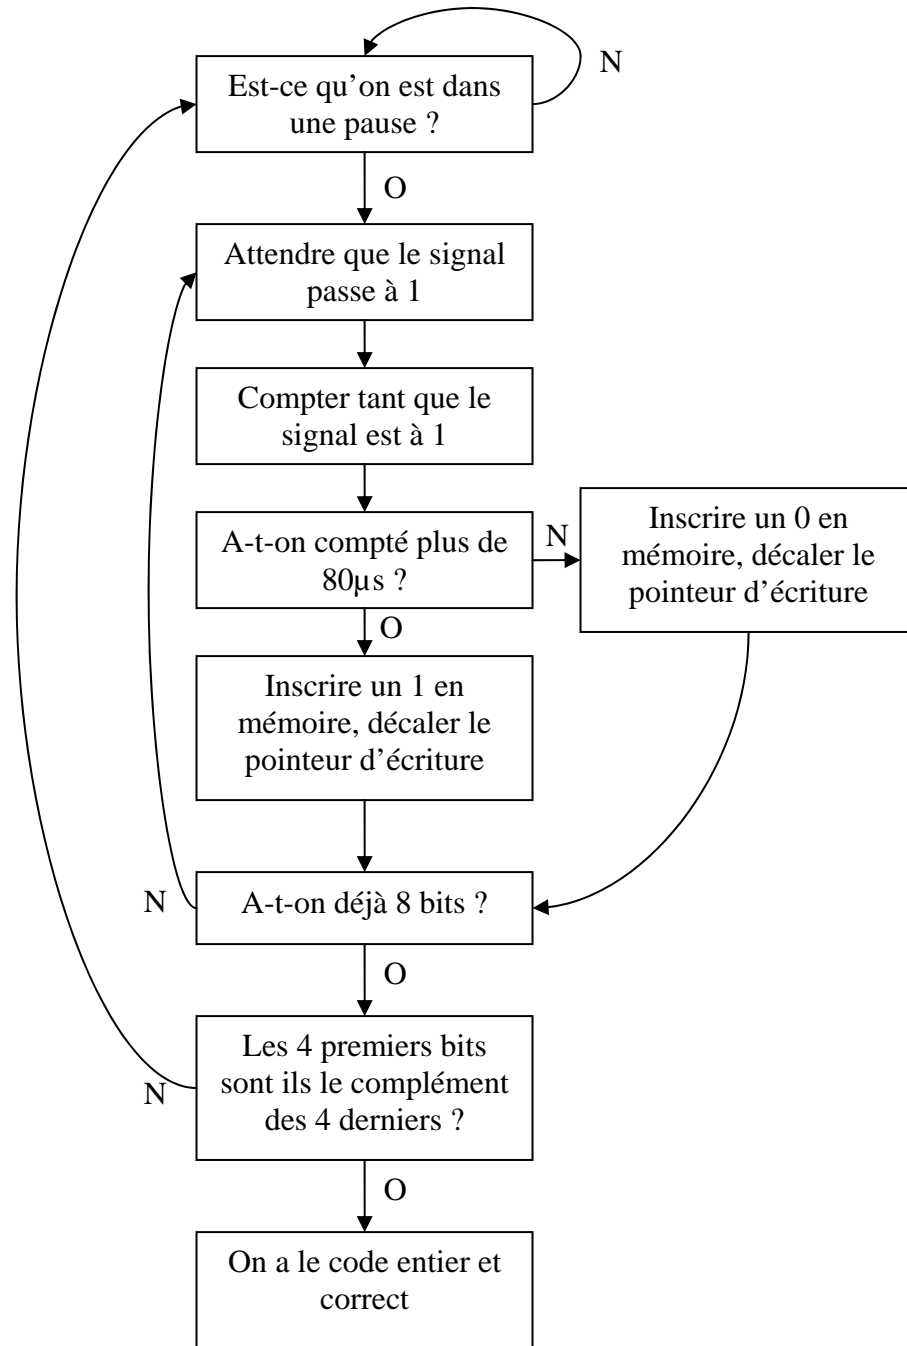 N
Est-ce qu'on est dans
une pause ?
O
Attendre que le signal
passe à 1
Compter tant que le
signal est à 1
A-t-on compté plus de
80µs ?
N
Inscrire un 0 en
mémoire, décaler le
pointeur d'écriture
O
Inscrire un 1 en
mémoire, décaler le
pointeur d'écriture
N
A-t-on déjà 8 bits ?
O
Les 4 premiers bits
sont ils le complément
des 4 derniers ?
N
O
On a le code entier et
correct